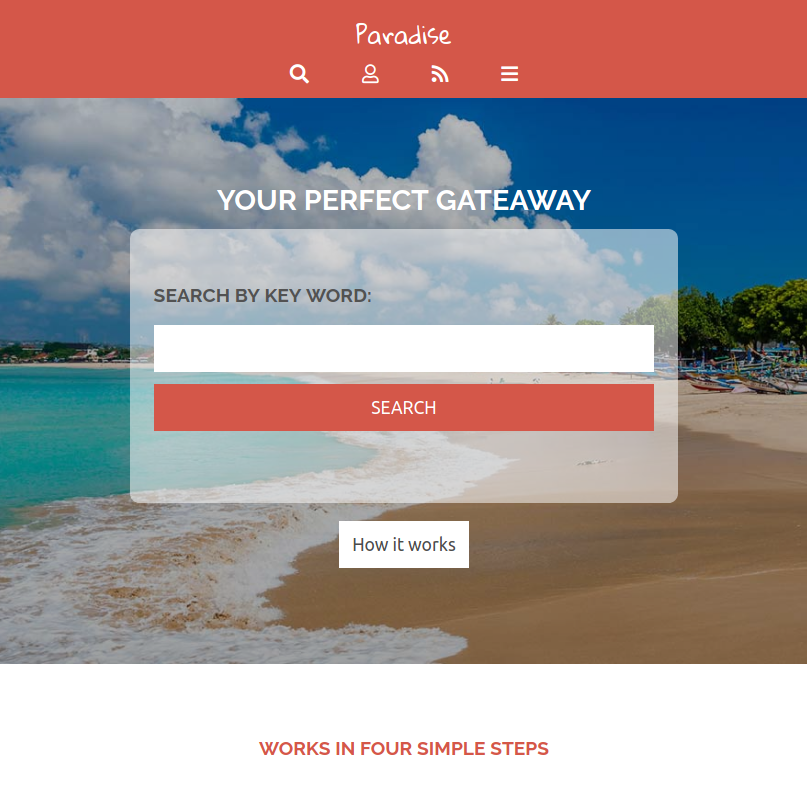 Paradise
YOUR PERFECT GATEAWAY
SEARCH BY KEY WORD:
SEARCH
How it works
WORKS IN FOUR SIMPLE STEPS